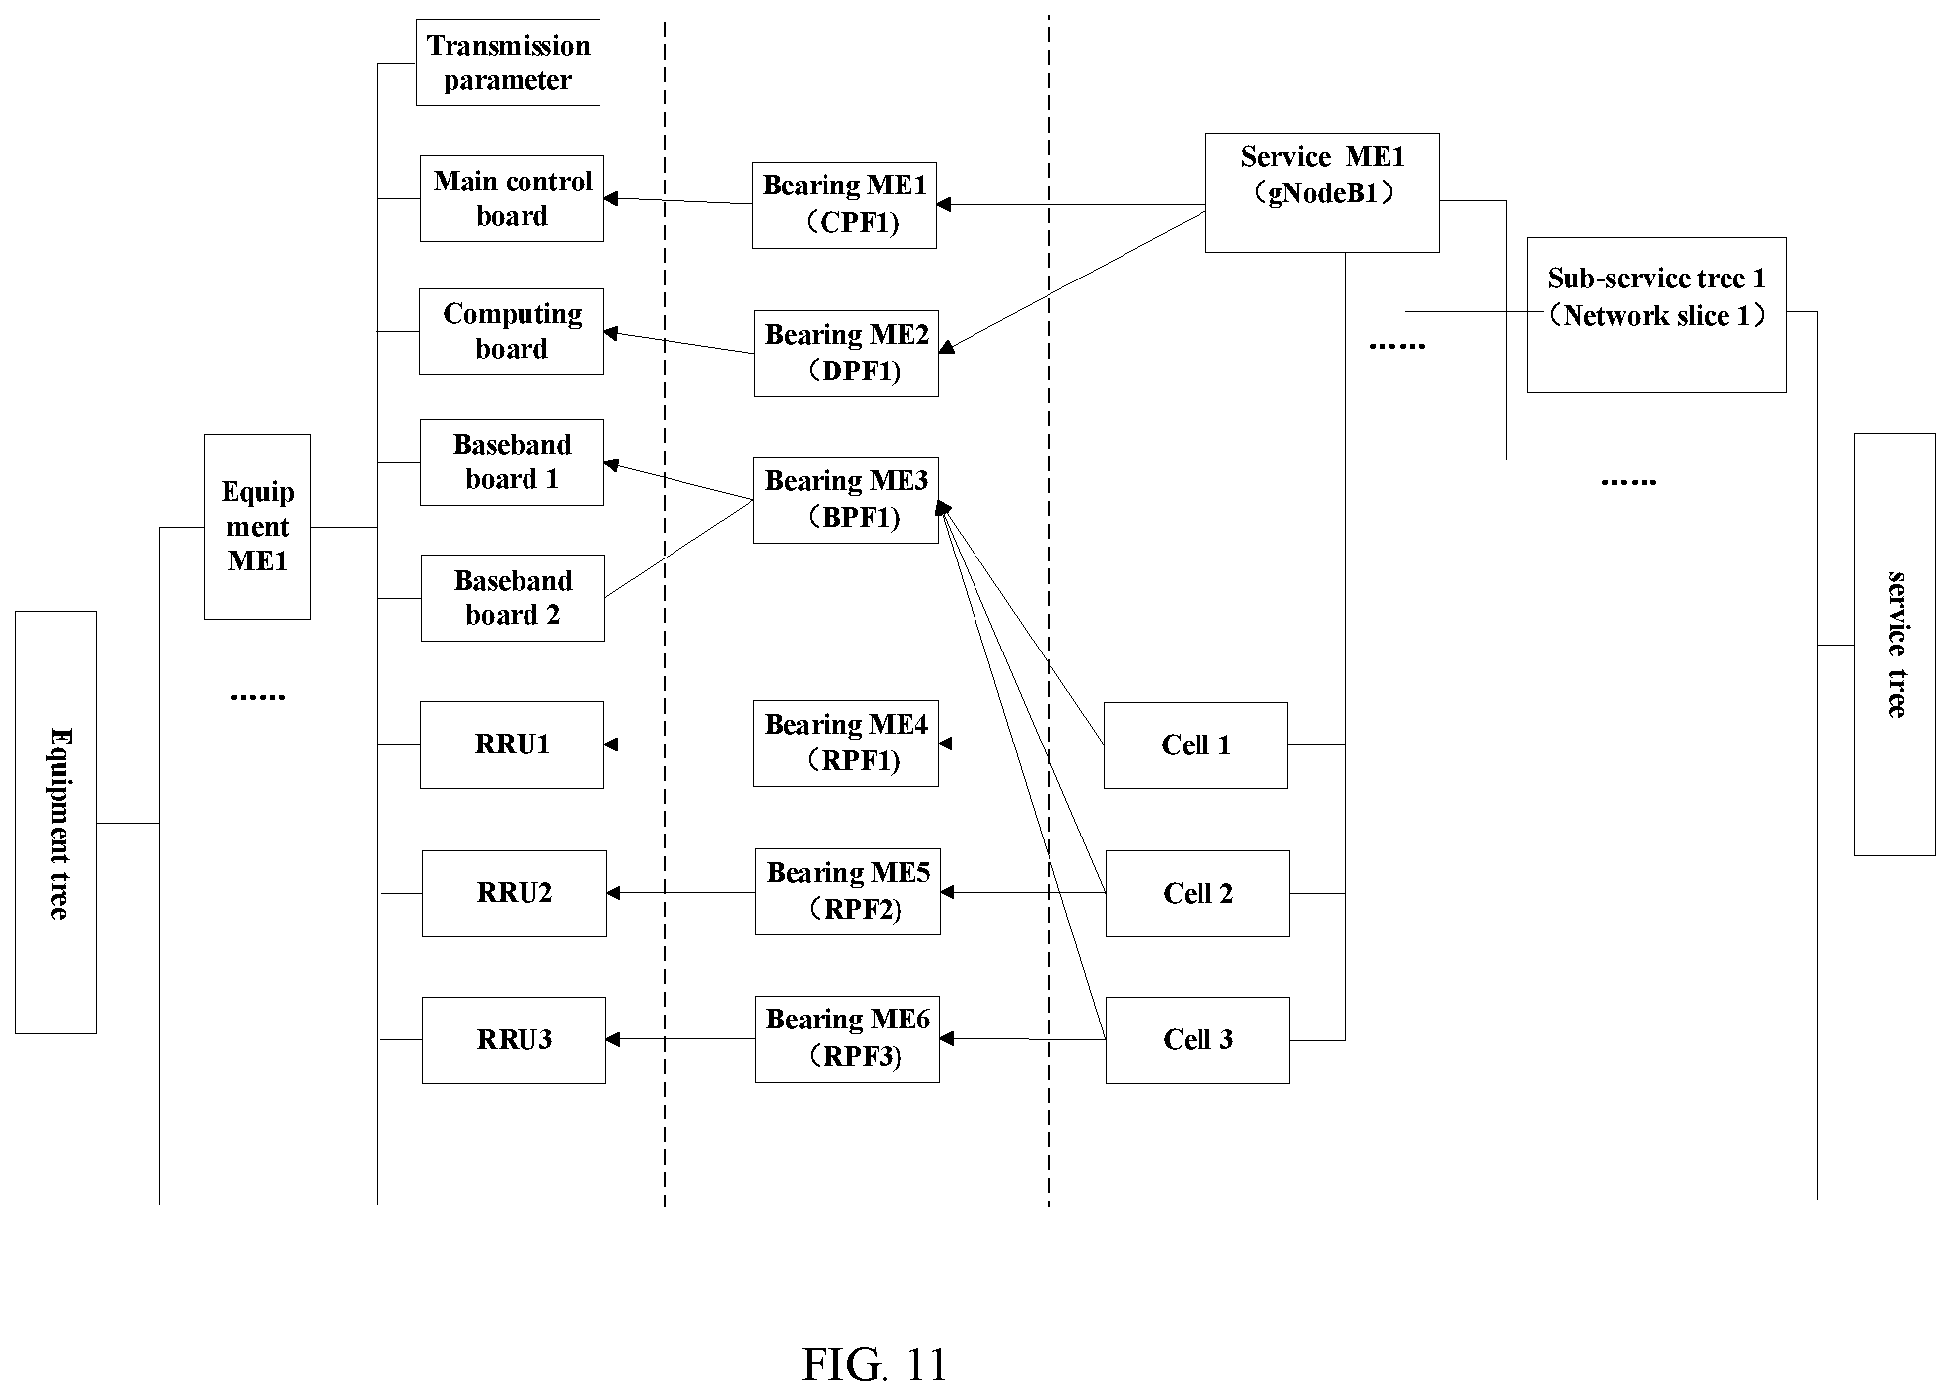 Transmission
parameter
Main control
board
Bearing ME1
（CPF1)
Service ME1
（gNodeB1）
Sub-service tree 1
（Network slice 1）
Computing
board
Bearing ME2
（DPF1)
......
Baseband
board 1
Bearing ME3
（BPF1)
......
Equip
ment
ME1
Baseband
board 2
......
RRU1
Bearing ME4
（RPF1)
Cell 1
service tree
Equipment tree
RRU2
Bearing ME5
（RPF2)
Cell 2
RRU3
Bearing ME6
（RPF3)
Cell 3
FIG. 11